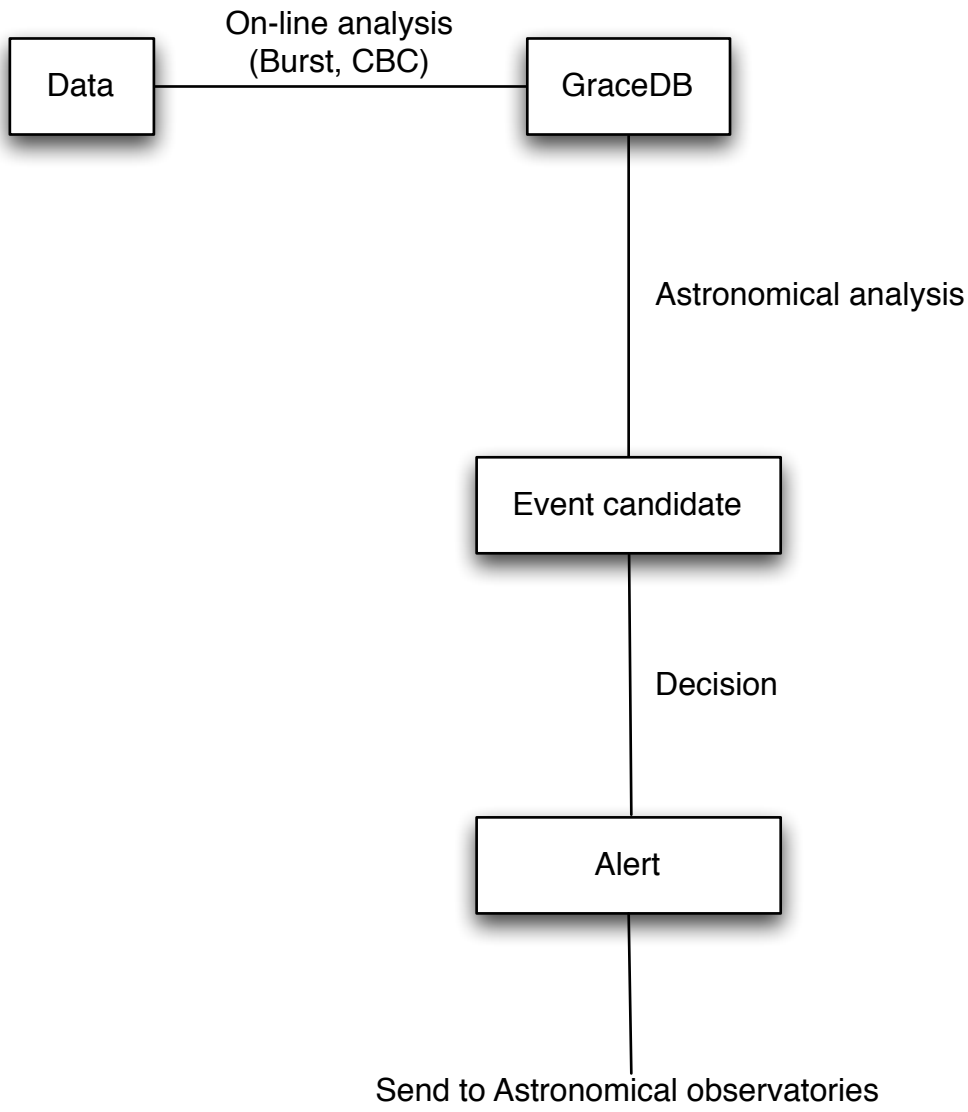 On-line analysis
(Burst, CBC)
Data
GraceDB
Astronomical analysis
Event candidate
Decision
Alert
Send to Astronomical observatories